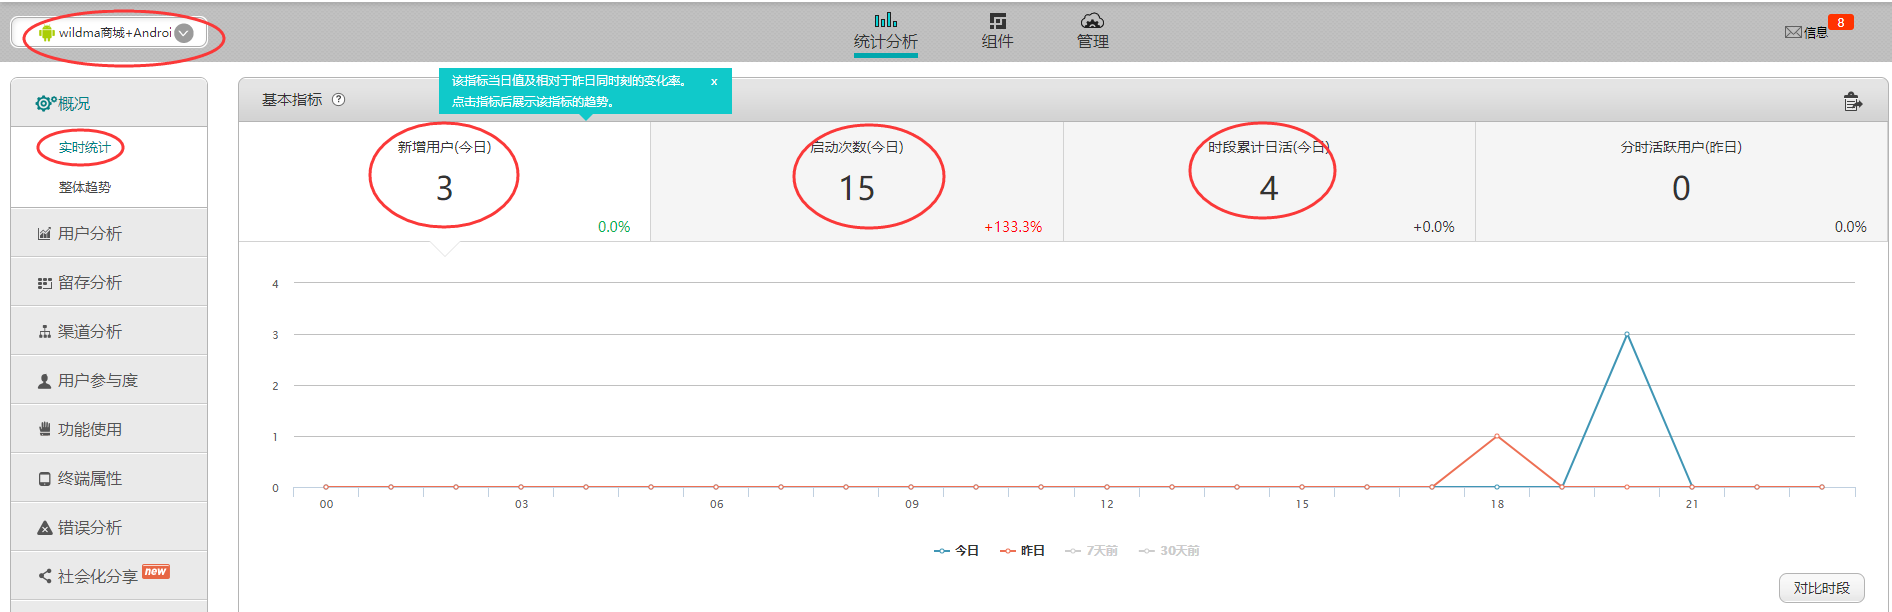 wildma商城+Androi
统计分析
组件
管理
信息
8
概况
实时统计
整体趋势
用户分析
留存分析
渠道分析
用户参与度
功能使用
终端属性
错误分析
社会化分享 new
基本指标 ?
该指标当日值及相对于昨日同时刻的变化率。 x
点击指标后展示该指标的趋势。
新增用户(今日)
3
0.0%
启动次数(今日)
15
+133.3%
时段累计日活(今日)
4
+0.0%
分时活跃用户(昨日)
0
0.0%
4
3
2
1
0
00 03 06 09 12 15 18 21
今日 昨日 7天前 30天前
对比时段